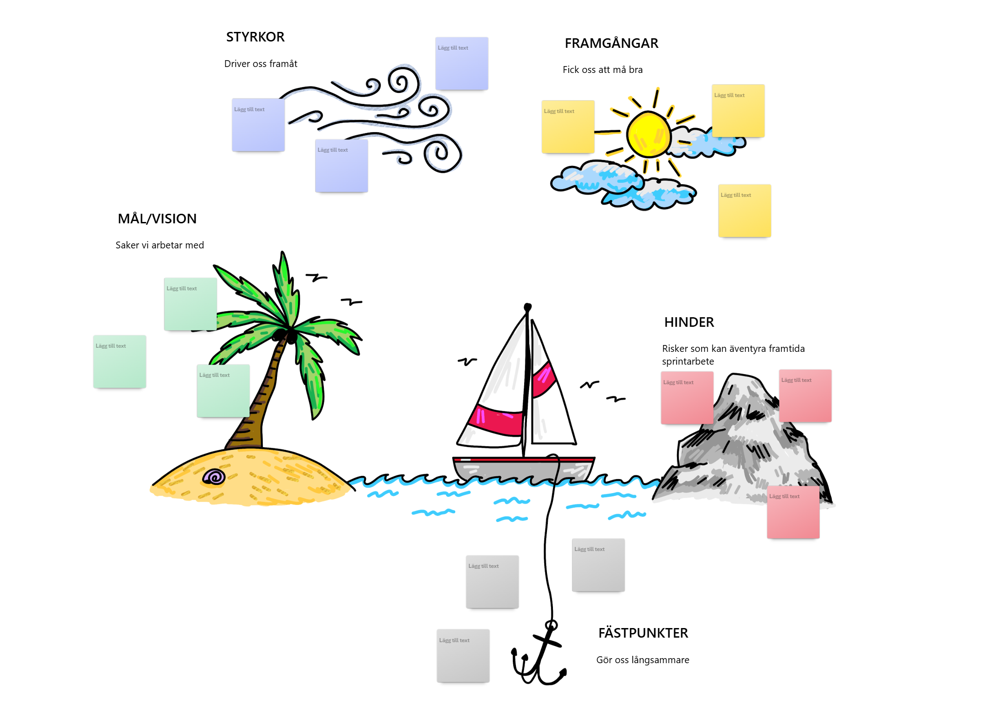 STYRKOR
Driver oss framåt
Lägg till text
Lägg till text
Lägg till text
FRAMGÅNGAR
Fick oss att må bra
Lägg till text
Lägg till text
Lägg till text
MÅL/VISION
Saker vi arbetar med
Lägg till text
Lägg till text
Lägg till text
HINDER
Risker som kan äventyra framtida
sprintarbete
Lägg till text
Lägg till text
Lägg till text
Lägg till text
Lägg till text
Lägg till text
FÄSTPUNKTER
Gör oss långsammare